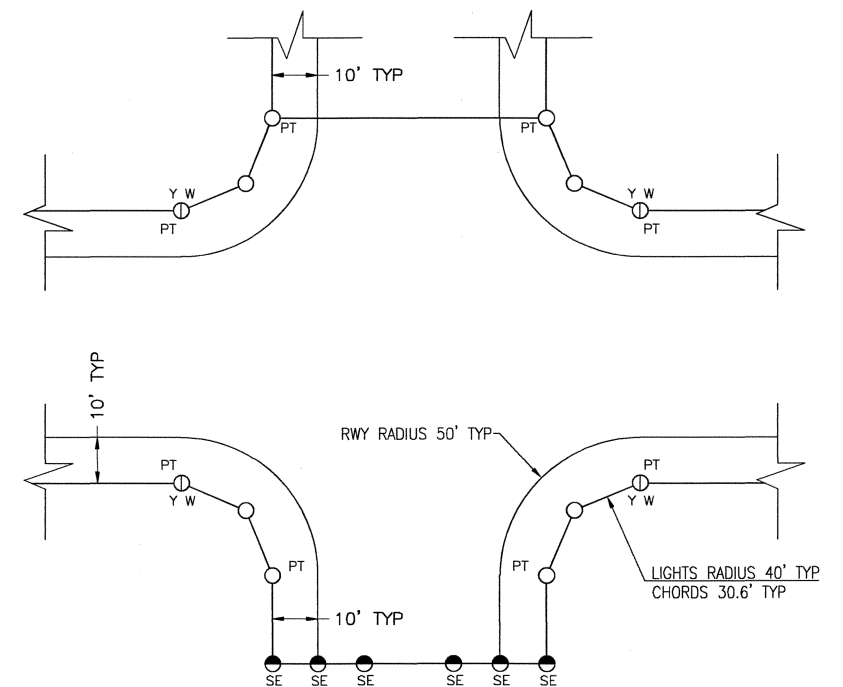 10' TYP
PT
PT
Y W
Y W
PT
PT
10' TYP
RWY RADIUS 50' TYP
PT
PT
Y W
Y W
PT
PT
LIGHTS RADIUS 40' TYP
CHORDS 30.6' TYP
10' TYP
SE
SE
SE
SE
SE
SE